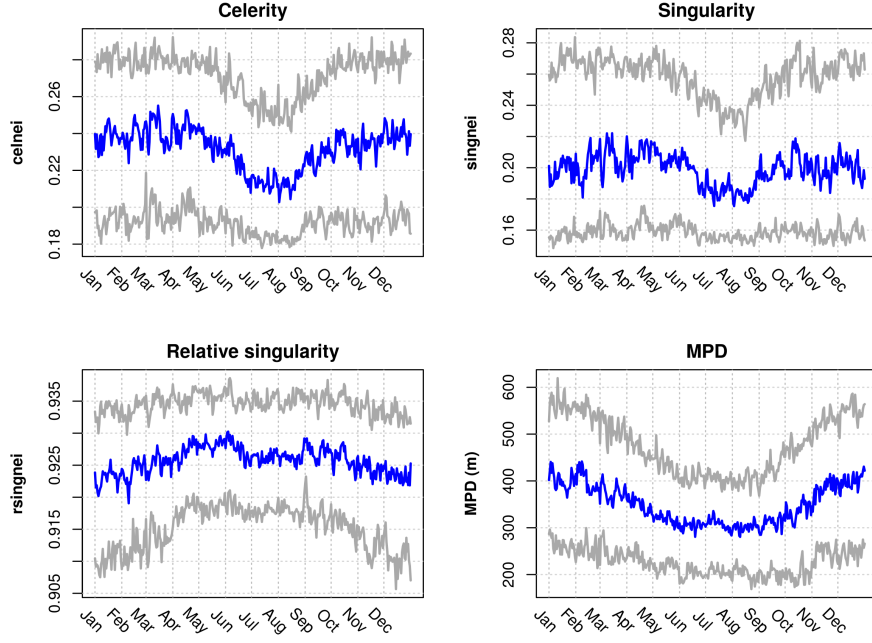 Celerity
celnei
0.26
0.22
0.18
Jan Feb Mar Apr May Jun Jul Aug Sep Oct Nov Dec
Singularity
singnei
0.28
0.24
0.20
0.16
Jan Feb Mar Apr May Jun Jul Aug Sep Oct Nov Dec
Relative singularity
rsingnei
0.935
0.925
0.915
0.905
Jan Feb Mar Apr May Jun Jul Aug Sep Oct Nov Dec
MPD
MPD (m)
600
500
400
300
200
Jan Feb Mar Apr May Jun Jul Aug Sep Oct Nov Dec